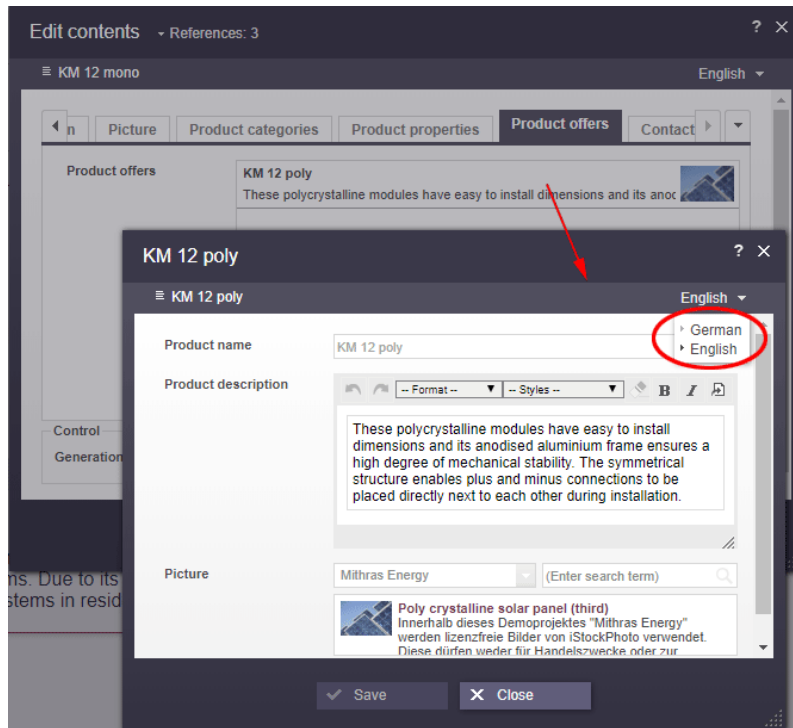 Edit contents References: 3 ?
KM 12 mono English
n Picture Product categories Product properties Product offers Contact
Product offers
KM 12 poly
These polycrystalline modules have easy to install dimensions and its anoc
KM 12 poly ?
KM 12 poly English
German
English
Product name KM 12 poly
Product description -- Format -- -- Styles -- B I
These polycrystalline modules have easy to install
dimensions and its anodised aluminium frame ensures a
high degree of mechanical stability. The symmetrical
structure enables plus and minus connections to be
placed directly next to each other during installation.
Control
Generation
Picture Mithras Energy (Enter search term)
Poly crystalline solar panel (third)
Innerhalb dieses Demoprojektes "Mithras Energy"
werden lizenzfreie Bilder von iStockPhoto verwendet.
Diese dürfen weder für Handelszwecke oder zur
ms. Due to its
stems in resid
Save X Close